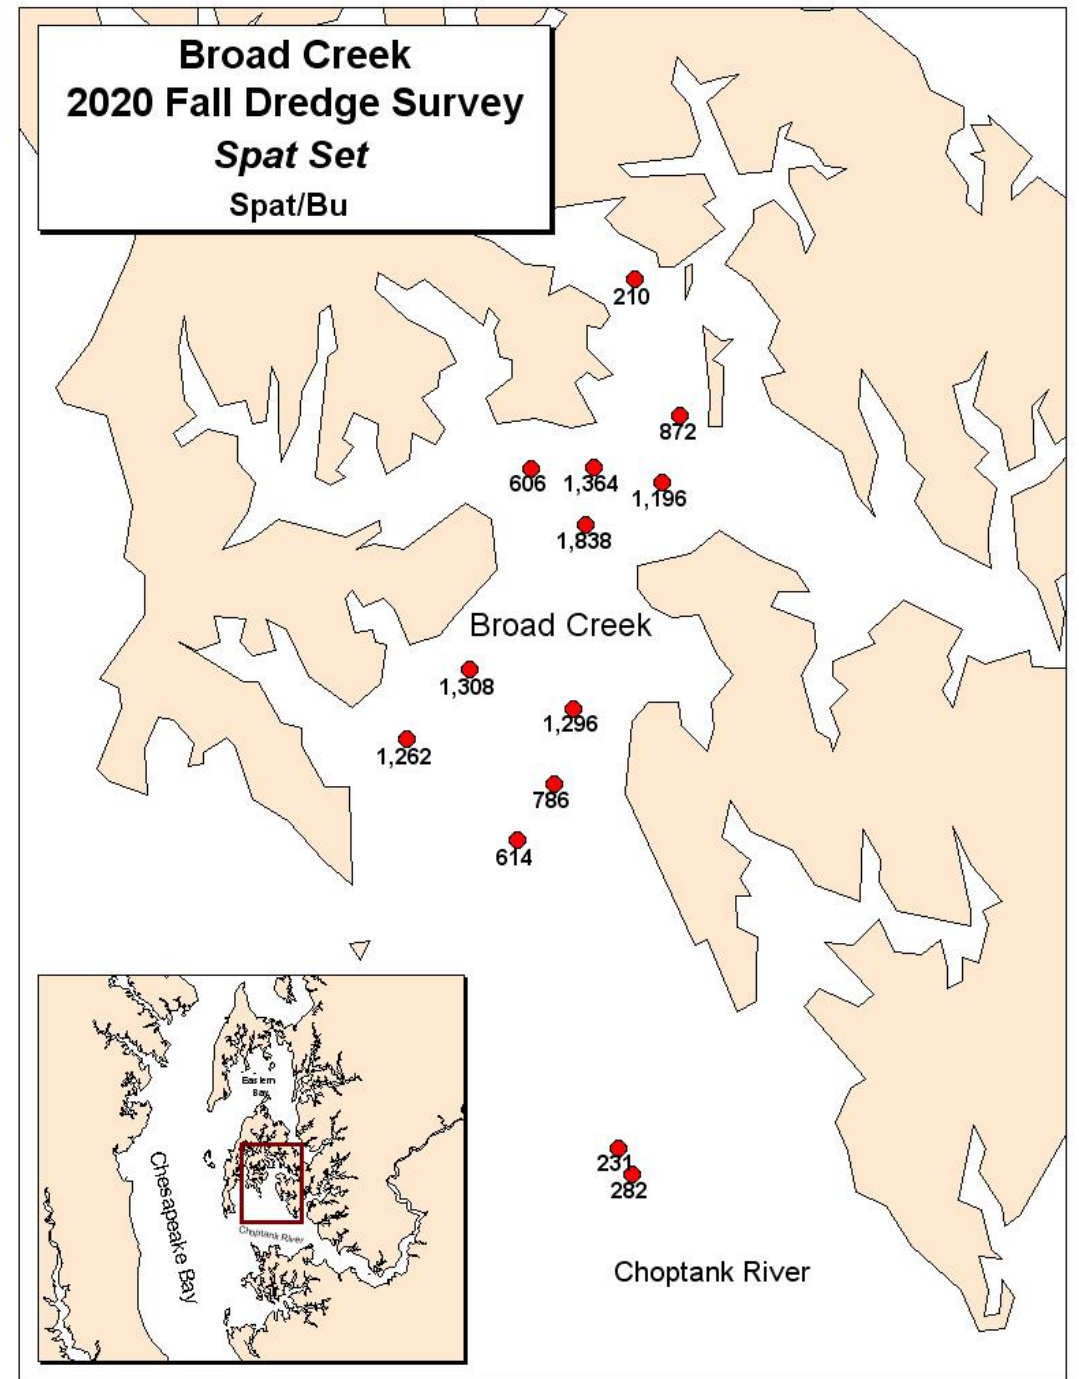 Broad Creek
2020 Fall Dredge Survey
Spat Set
Spat/Bu
210
872
606
1,364
1,196
1,838
Broad Creek
1,308
1,296
1,262
786
614
Eastern
Bay
Chesapeake Bay
Choptank River
231
282
Choptank River